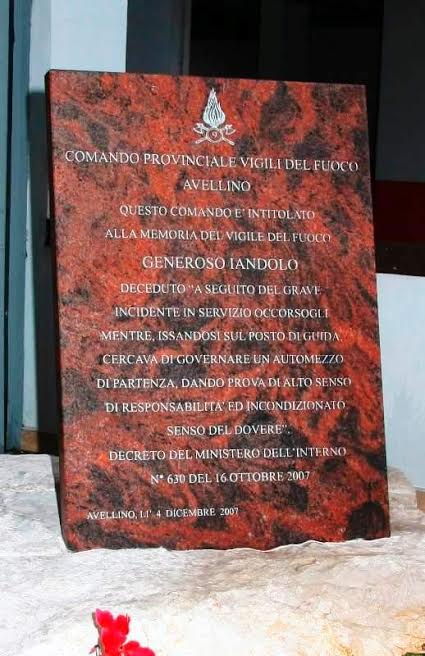 COMANDO PROVINCIALE VIGILI DEL FUOCO
AVELLINO
QUESTO COMANDO E' INTITOLATO
ALLA MEMORIA DEL VIGILE DEL FUOCO
GENEROSO IANDOLO
DECEDUTO "A SEGUITO DEL GRAVE
INCIDENTE IN SERVIZIO OCCORSOGLI
MENTRE, ISSANDOSI SUL POSTO DI GUIDA,
CERCAVA DI GOVERNARE UN AUTOMEZZO
DI PARTENZA, DANDO PROVA DI ALTO SENSO
DI RESPONSABILITA' ED INCONDIZIONATO
SENSO DEL DOVERE".
DECRETO DEL MINISTERO DELL'INTERNO
N° 630 DEL 16 OTTOBRE 2007
AVELLINO, LI' 4 DICEMBRE 2007